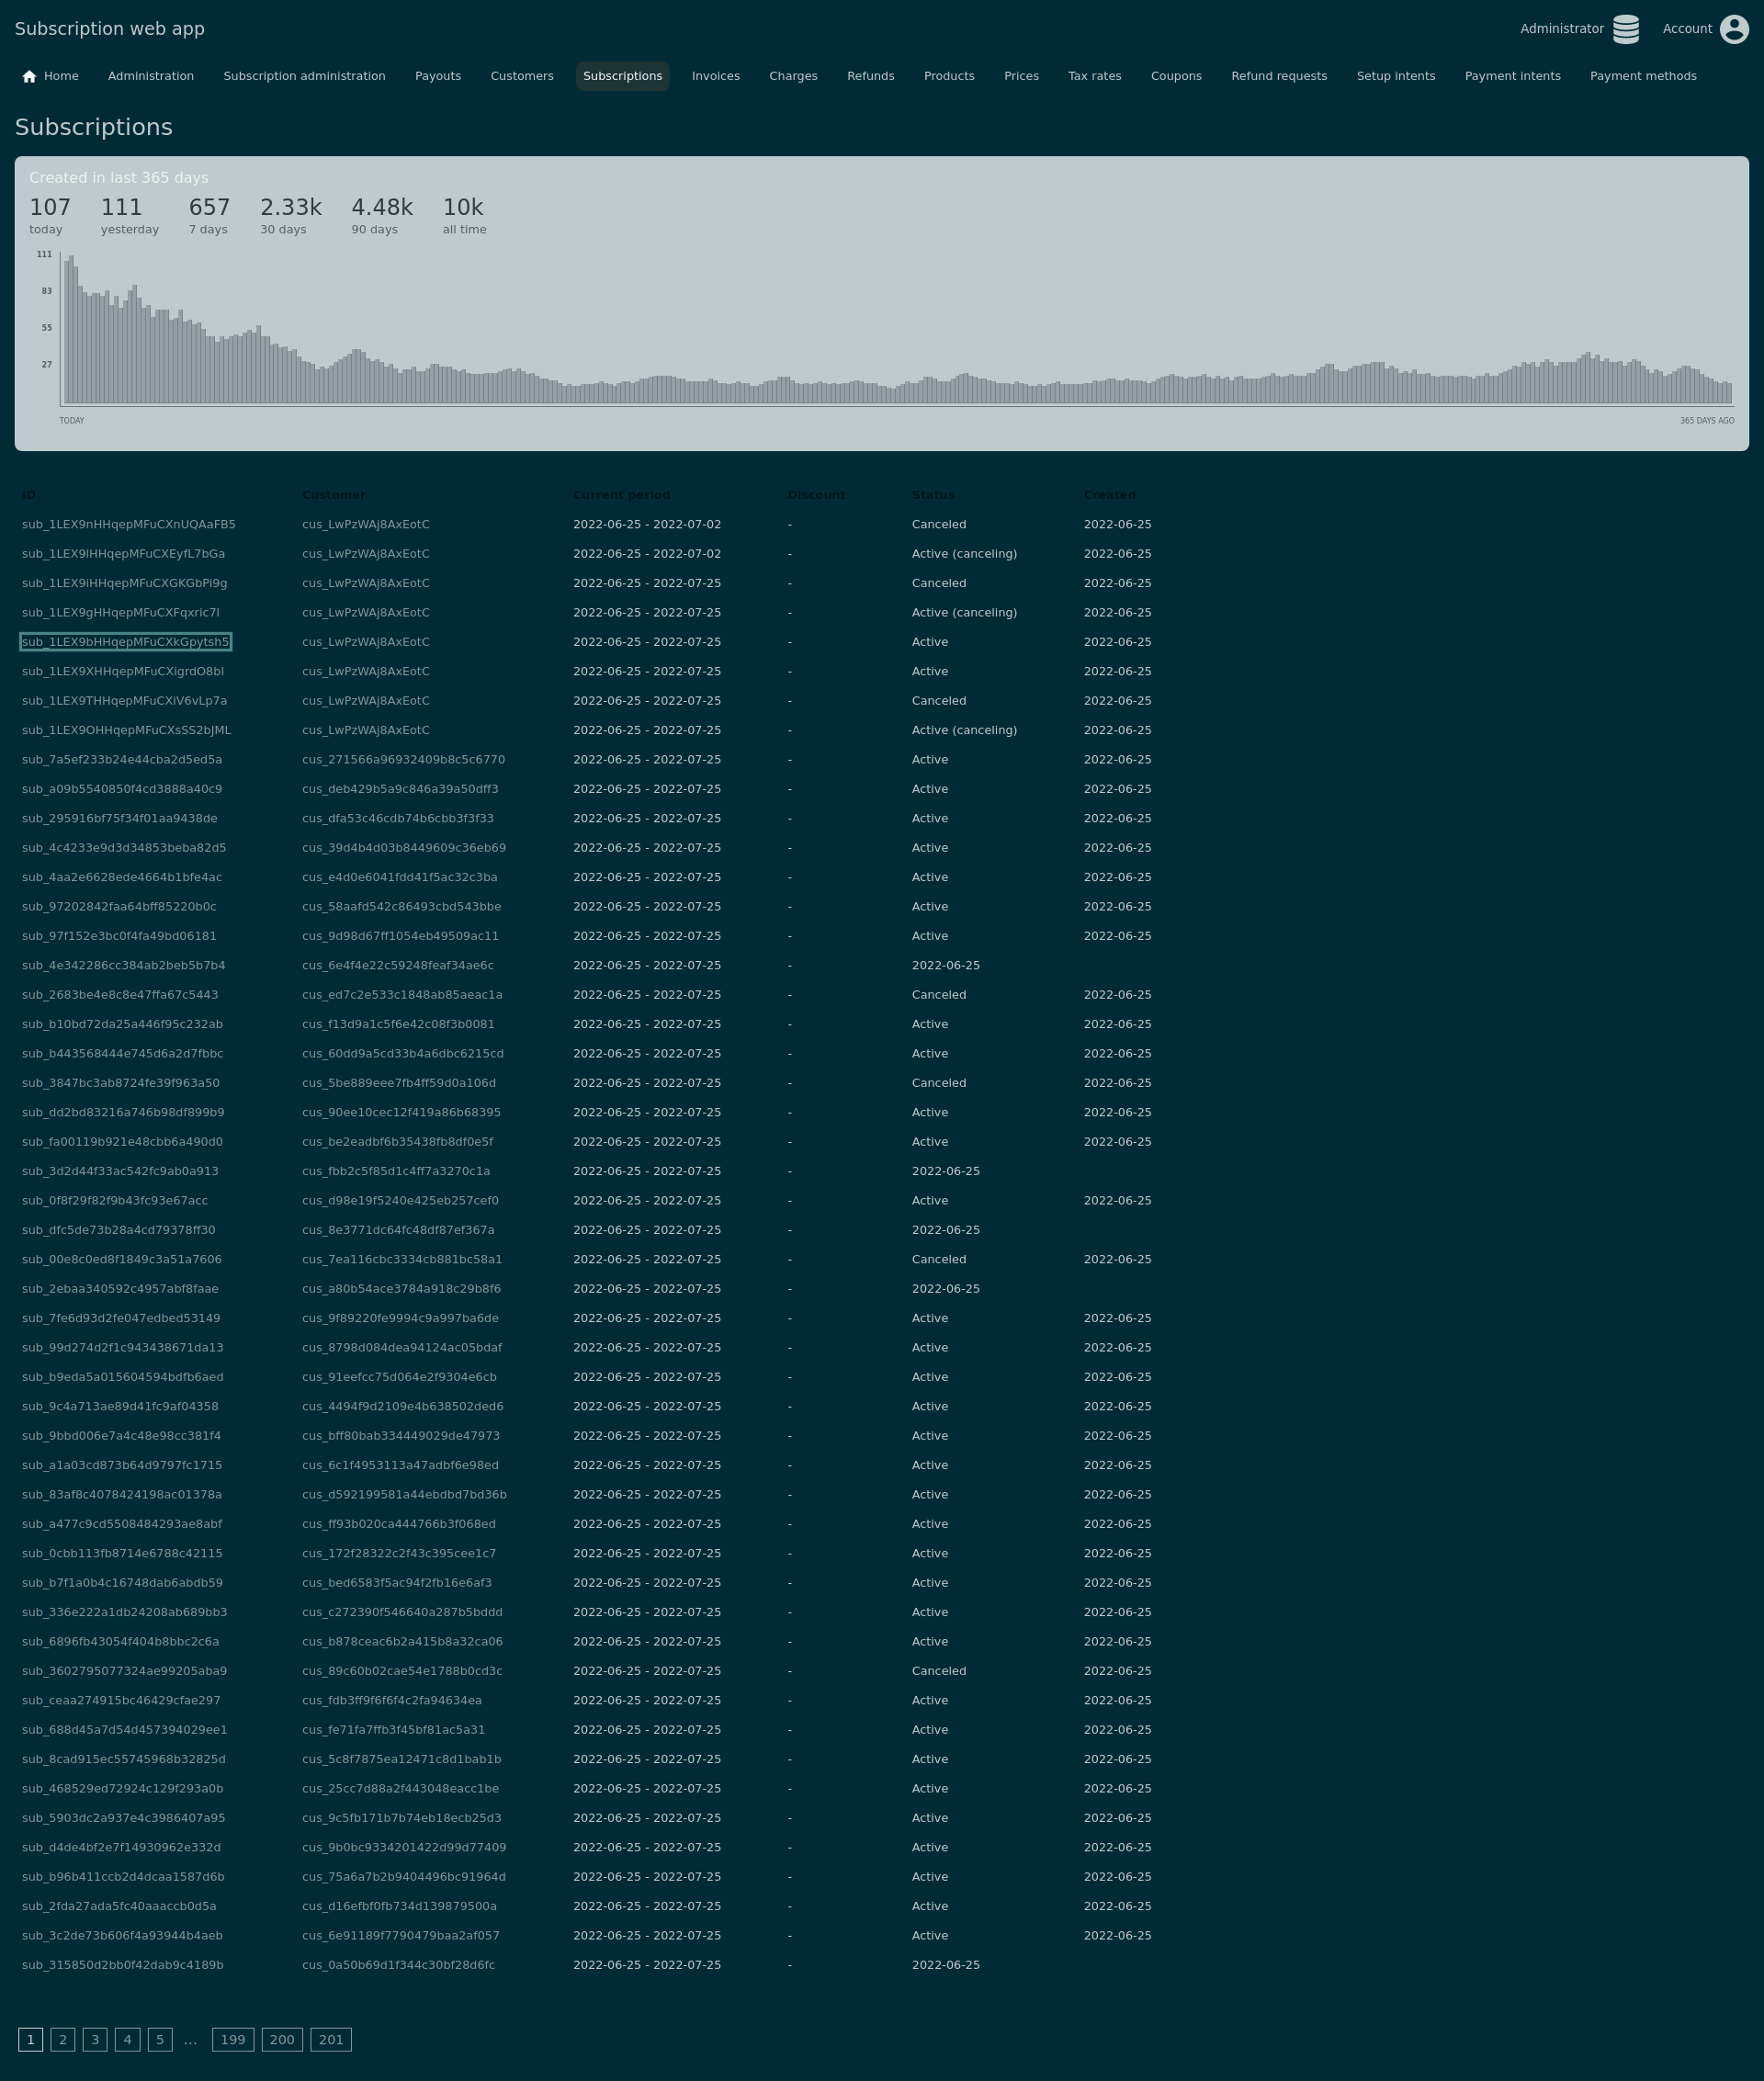 Subscription web app
Administrator Account
Home Administration Subscription administration Payouts Customers Subscriptions Invoices Charges Refunds Products Prices Tax rates Coupons Refund requests Setup intents Payment intents Payment methods
Subscriptions
Created in last 365 days
107 111 657 2.33k 4.48k 10k
today yesterday 7 days 30 days 90 days all time
111
83
55
27
TODAY 365 DAYS AGO
ID Customer Current period Discount Status Created
sub_1LEX9nHHqepMFuCXnUQAaFB5 cus_LwPzWAj8AxEotC 2022-06-25 - 2022-07-02 - Canceled 2022-06-25
sub_1LEX9lHHqepMFuCXEyfL7bGa cus_LwPzWAj8AxEotC 2022-06-25 - 2022-07-02 - Active (canceling) 2022-06-25
sub_1LEX9iHHqepMFuCXGKGbPi9g cus_LwPzWAj8AxEotC 2022-06-25 - 2022-07-25 - Canceled 2022-06-25
sub_1LEX9gHHqepMFuCXFqxric7l cus_LwPzWAj8AxEotC 2022-06-25 - 2022-07-25 - Active (canceling) 2022-06-25
sub_1LEX9bHHqepMFuCXkGpytsh5 cus_LwPzWAj8AxEotC 2022-06-25 - 2022-07-25 - Active 2022-06-25
sub_1LEX9XHHqepMFuCXigrdO8bI cus_LwPzWAj8AxEotC 2022-06-25 - 2022-07-25 - Active 2022-06-25
sub_1LEX9THHqepMFuCXiV6vLp7a cus_LwPzWAj8AxEotC 2022-06-25 - 2022-07-25 - Canceled 2022-06-25
sub_1LEX9OHHqepMFuCXsSS2bJML cus_LwPzWAj8AxEotC 2022-06-25 - 2022-07-25 - Active (canceling) 2022-06-25
sub_7a5ef233b24e44cba2d5ed5a cus_271566a96932409b8c5c6770 2022-06-25 - 2022-07-25 - Active 2022-06-25
sub_a09b5540850f4cd3888a40c9 cus_deb429b5a9c846a39a50dff3 2022-06-25 - 2022-07-25 - Active 2022-06-25
sub_295916bf75f34f01aa9438de cus_dfa53c46cdb74b6cbb3f3f33 2022-06-25 - 2022-07-25 - Active 2022-06-25
sub_4c4233e9d3d34853beba82d5 cus_39d4b4d03b8449609c36eb69 2022-06-25 - 2022-07-25 - Active 2022-06-25
sub_4aa2e6628ede4664b1bfe4ac cus_e4d0e6041fdd41f5ac32c3ba 2022-06-25 - 2022-07-25 - Active 2022-06-25
sub_97202842faa64bff85220b0c cus_58aafd542c86493cbd543bbe 2022-06-25 - 2022-07-25 - Active 2022-06-25
sub_97f152e3bc0f4fa49bd06181 cus_9d98d67ff1054eb49509ac11 2022-06-25 - 2022-07-25 - Active 2022-06-25
sub_4e342286cc384ab2beb5b7b4 cus_6e4f4e22c59248feaf34ae6c 2022-06-25 - 2022-07-25 - 2022-06-25
sub_2683be4e8c8e47ffa67c5443 cus_ed7c2e533c1848ab85aeac1a 2022-06-25 - 2022-07-25 - Canceled 2022-06-25
sub_b10bd72da25a446f95c232ab cus_f13d9a1c5f6e42c08f3b0081 2022-06-25 - 2022-07-25 - Active 2022-06-25
sub_b443568444e745d6a2d7fbbc cus_60dd9a5cd33b4a6dbc6215cd 2022-06-25 - 2022-07-25 - Active 2022-06-25
sub_3847bc3ab8724fe39f963a50 cus_5be889eee7fb4ff59d0a106d 2022-06-25 - 2022-07-25 - Canceled 2022-06-25
sub_dd2bd83216a746b98df899b9 cus_90ee10cec12f419a86b68395 2022-06-25 - 2022-07-25 - Active 2022-06-25
sub_fa00119b921e48cbb6a490d0 cus_be2eadbf6b35438fb8df0e5f 2022-06-25 - 2022-07-25 - Active 2022-06-25
sub_3d2d44f33ac542fc9ab0a913 cus_fbb2c5f85d1c4ff7a3270c1a 2022-06-25 - 2022-07-25 - 2022-06-25
sub_0f8f29f82f9b43fc93e67acc cus_d98e19f5240e425eb257cef0 2022-06-25 - 2022-07-25 - Active 2022-06-25
sub_dfc5de73b28a4cd79378ff30 cus_8e3771dc64fc48df87ef367a 2022-06-25 - 2022-07-25 - 2022-06-25
sub_00e8c0ed8f1849c3a51a7606 cus_7ea116cbc3334cb881bc58a1 2022-06-25 - 2022-07-25 - Canceled 2022-06-25
sub_2ebaa340592c4957abf8faae cus_a80b54ace3784a918c29b8f6 2022-06-25 - 2022-07-25 - 2022-06-25
sub_7fe6d93d2fe047edbed53149 cus_9f89220fe9994c9a997ba6de 2022-06-25 - 2022-07-25 - Active 2022-06-25
sub_99d274d2f1c943438671da13 cus_8798d084dea94124ac05bdaf 2022-06-25 - 2022-07-25 - Active 2022-06-25
sub_b9eda5a015604594bdfb6aed cus_91eefcc75d064e2f9304e6cb 2022-06-25 - 2022-07-25 - Active 2022-06-25
sub_9c4a713ae89d41fc9af04358 cus_4494f9d2109e4b638502ded6 2022-06-25 - 2022-07-25 - Active 2022-06-25
sub_9bbd006e7a4c48e98cc381f4 cus_bff80bab334449029de47973 2022-06-25 - 2022-07-25 - Active 2022-06-25
sub_a1a03cd873b64d9797fc1715 cus_6c1f4953113a47adbf6e98ed 2022-06-25 - 2022-07-25 - Active 2022-06-25
sub_83af8c4078424198ac01378a cus_d592199581a44ebdbd7bd36b 2022-06-25 - 2022-07-25 - Active 2022-06-25
sub_a477c9cd5508484293ae8abf cus_ff93b020ca444766b3f068ed 2022-06-25 - 2022-07-25 - Active 2022-06-25
sub_0cbb113fb8714e6788c42115 cus_172f28322c2f43c395cee1c7 2022-06-25 - 2022-07-25 - Active 2022-06-25
sub_b7f1a0b4c16748dab6abdb59 cus_bed6583f5ac94f2fb16e6af3 2022-06-25 - 2022-07-25 - Active 2022-06-25
sub_336e222a1db24208ab689bb3 cus_c272390f546640a287b5bddd 2022-06-25 - 2022-07-25 - Active 2022-06-25
sub_6896fb43054f404b8bbc2c6a cus_b878ceac6b2a415b8a32ca06 2022-06-25 - 2022-07-25 - Active 2022-06-25
sub_3602795077324ae99205aba9 cus_89c60b02cae54e1788b0cd3c 2022-06-25 - 2022-07-25 - Canceled 2022-06-25
sub_ceaa274915bc46429cfae297 cus_fdb3ff9f6f6f4c2fa94634ea 2022-06-25 - 2022-07-25 - Active 2022-06-25
sub_688d45a7d54d457394029ee1 cus_fe71fa7ffb3f45bf81ac5a31 2022-06-25 - 2022-07-25 - Active 2022-06-25
sub_8cad915ec55745968b32825d cus_5c8f7875ea12471c8d1bab1b 2022-06-25 - 2022-07-25 - Active 2022-06-25
sub_468529ed72924c129f293a0b cus_25cc7d88a2f443048eacc1be 2022-06-25 - 2022-07-25 - Active 2022-06-25
sub_5903dc2a937e4c3986407a95 cus_9c5fb171b7b74eb18ecb25d3 2022-06-25 - 2022-07-25 - Active 2022-06-25
sub_d4de4bf2e7f14930962e332d cus_9b0bc9334201422d99d77409 2022-06-25 - 2022-07-25 - Active 2022-06-25
sub_b96b411ccb2d4dcaa1587d6b cus_75a6a7b2b9404496bc91964d 2022-06-25 - 2022-07-25 - Active 2022-06-25
sub_2fda27ada5fc40aaaccb0d5a cus_d16efbf0fb734d139879500a 2022-06-25 - 2022-07-25 - Active 2022-06-25
sub_3c2de73b606f4a93944b4aeb cus_6e91189f7790479baa2af057 2022-06-25 - 2022-07-25 - Active 2022-06-25
sub_315850d2bb0f42dab9c4189b cus_0a50b69d1f344c30bf28d6fc 2022-06-25 - 2022-07-25 - 2022-06-25
1 2 3 4 5 ... 199 200 201